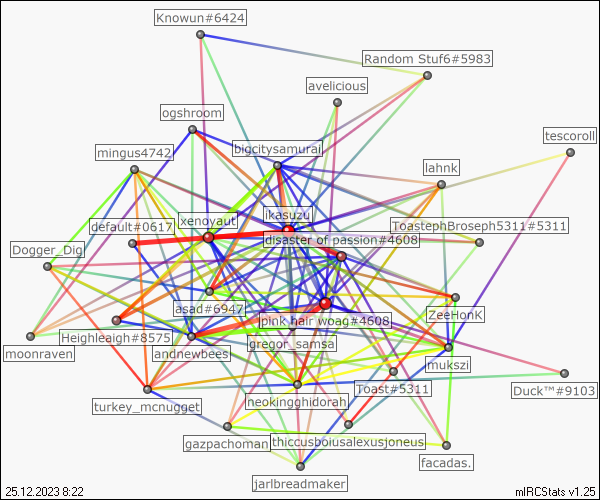 Knowun#6424
Random Stuf6#5983
avelicious
ogshroom
tescoroll
bigcitysamurai
mingus4742
lahnk
xenoyaut
ikasuzu
default#0617
ToastephBroseph5311#5311
disaster of passion#4608
Dogger_Dig
asad#6947
ZeeHonK
pink hair woag#4608
Heighleaigh#8575
gregor_samsa
moonraven
andnewbees
mukszi
Toast#5311
Duck™#9103
neokingghidorah
turkey_mcnugget
gazpachoman
thiccusboiusalexusjoneus
facadas.
jarlbreadmaker
25.12.2023 8:22
mIRCStats v1.25